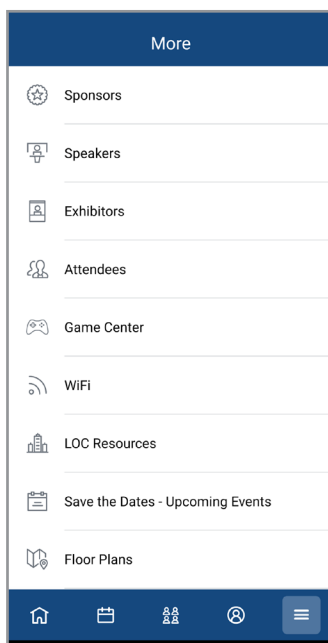 More
Sponsors
Speakers
Exhibitors
Attendees
Game Center
WiFi
LOC Resources
Save the Dates - Upcoming Events
Floor Plans